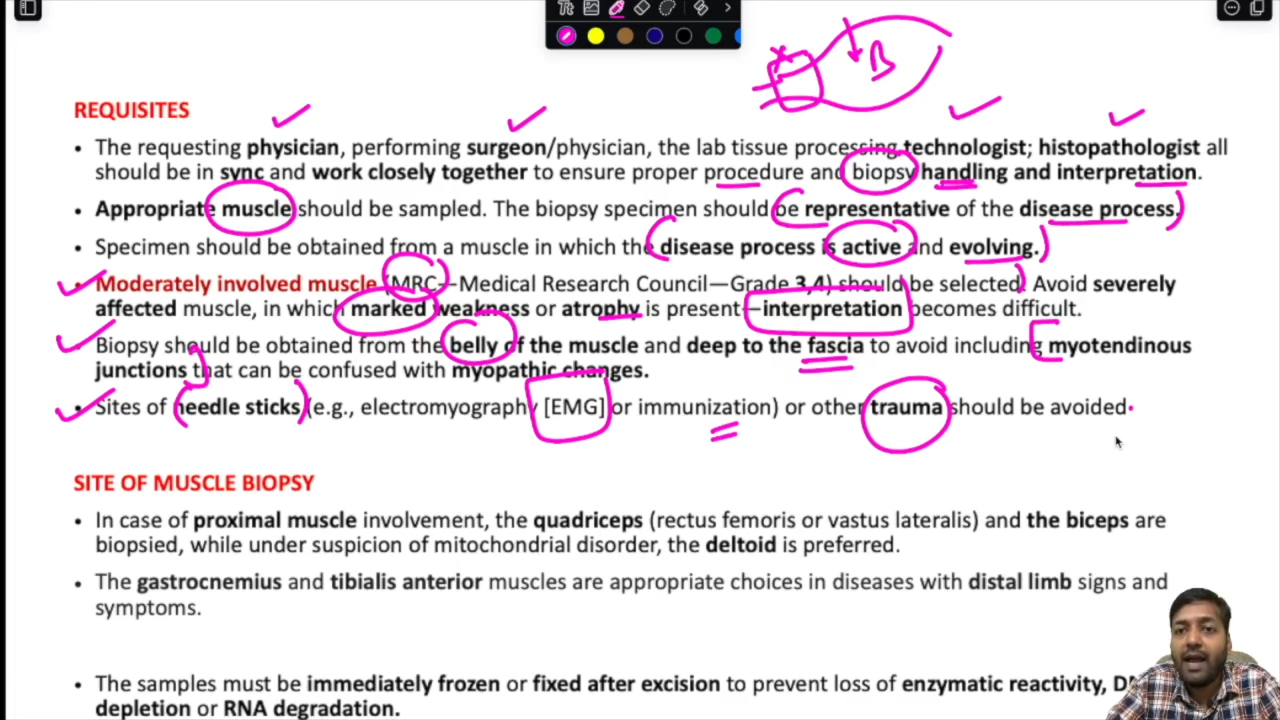 Tt
B
REQUISITES
• The requesting physician, performing surgeon/physician, the lab tissue processing technologist; histopathologist all
should be in sync and work closely together to ensure proper procedure and biopsy handling and interpretation.
• Appropriate muscle should be sampled. The biopsy specimen should be representative of the disease process.
• Specimen should be obtained from a muscle in which the disease process is active and evolving.
• Moderately involved muscle (MRC—Medical Research Council—Grade 3,4) should be selected. Avoid severely
affected muscle, in which marked weakness or atrophy is present—interpretation becomes difficult.
• Biopsy should be obtained from the belly of the muscle and deep to the fascia to avoid including myotendinous
junctions that can be confused with myopathic changes.
• Sites of needle sticks (e.g., electromyography [EMG] or immunization) or other trauma should be avoided
SITE OF MUSCLE BIOPSY
• In case of proximal muscle involvement, the quadriceps (rectus femoris or vastus lateralis) and the biceps are
biopsied, while under suspicion of mitochondrial disorder, the deltoid is preferred.
• The gastrocnemius and tibialis anterior muscles are appropriate choices in diseases with distal limb signs and
symptoms.
• The samples must be immediately frozen or fixed after excision to prevent loss of enzymatic reactivity,
depletion or RNA degradation.